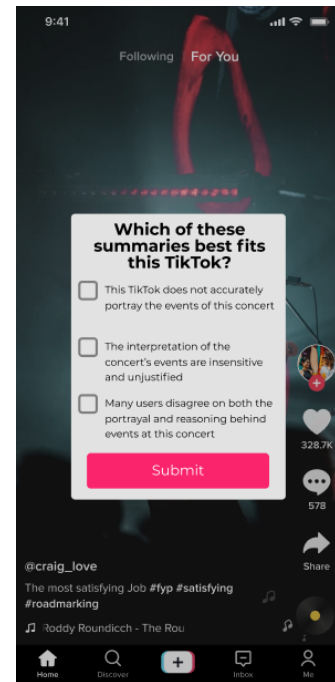 9:41
Following For You
Which of these
summaries best fits
this TikTok?
This TikTok does not accurately
portray the events of this concert
The interpretation of the
concert's events are insensitive
and unjustified
Many users disagree on both the
portrayal and reasoning behind
events at this concert
Submit
328.7K
578
Share
@craig_love
The most satisfying Job #fyp #satisfying
#roadmarking
Roddy Roundicch - The Rou
Home Discover Inbox Me